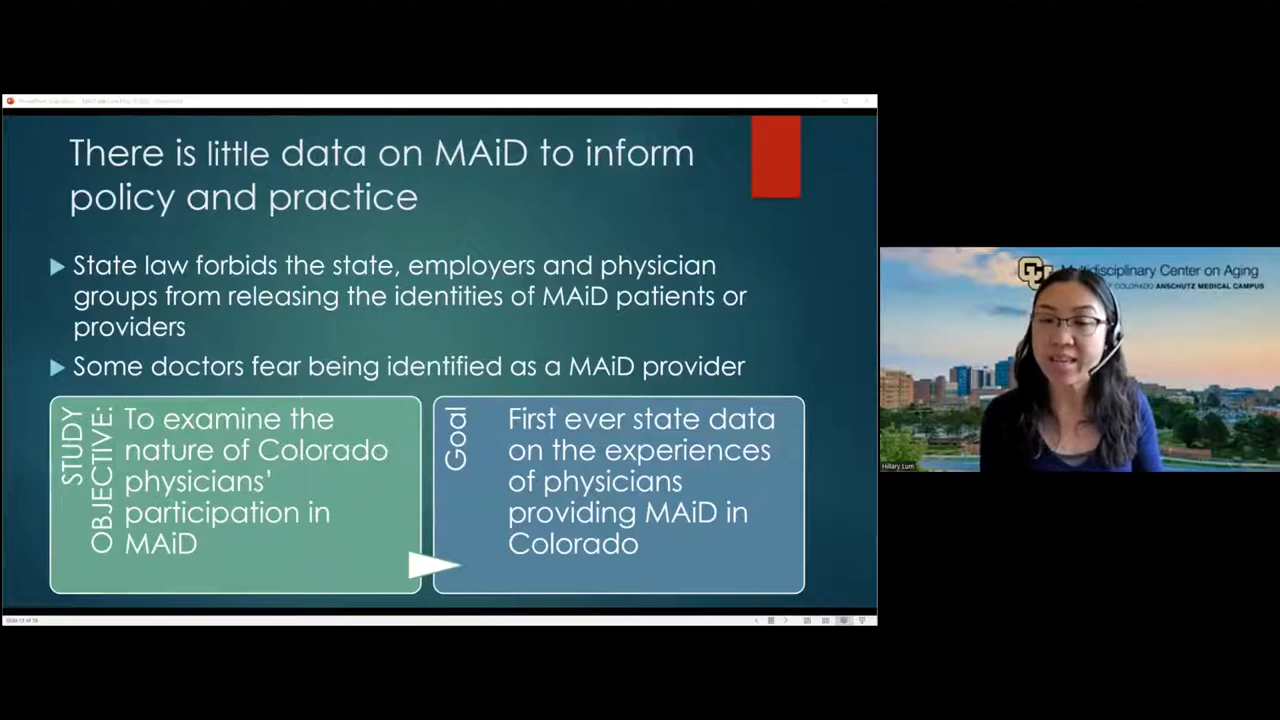 There is little data on MAiD to inform
policy and practice
State law forbids the state, employers and physician
groups from releasing the identities of MAiD patients or
providers
Some doctors fear being identified as a MAiD provider
STUDY
OBJECTIVE:
To examine the
nature of Colorado
physicians’
participation in
MAiD
Goal
First ever state data
on the experiences
of physicians
providing MAiD in
Colorado
Multidisciplinary Center on Aging
OF COLORADO ANSCHUTZ MEDICAL CAMPUS
Hillary Lum